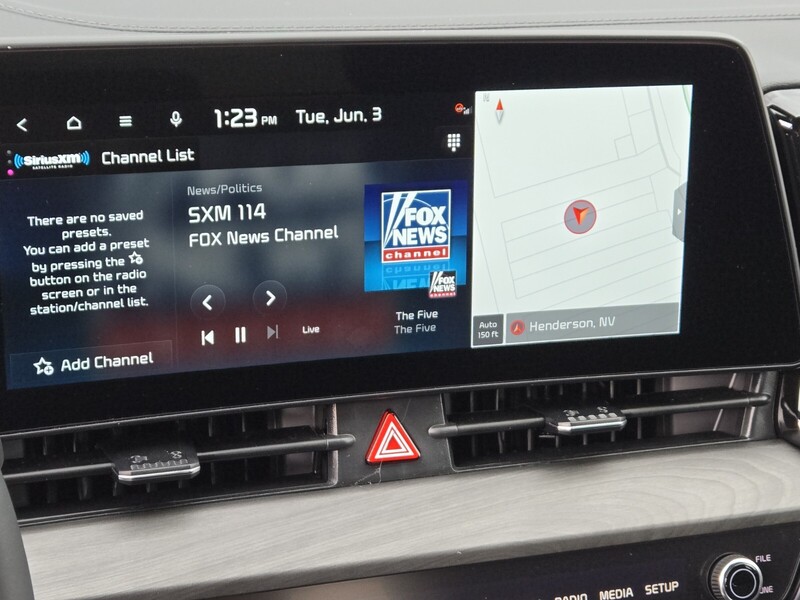 1:23 PM Tue, Jun. 3
SiriusXM
SATELLITE RADIO
Channel List
There are no saved
presets.
You can add a preset
by pressing the
button on the radio
screen or in the
station/channel list.
Add Channel
News/Politics
SXM 114
FOX News Channel
Live
FOX
NEWS
channel
FOX
NEWS
The Five
The Five
N
Auto
150 ft
Henderson, NV
RADIO MEDIA SETUP
FILE